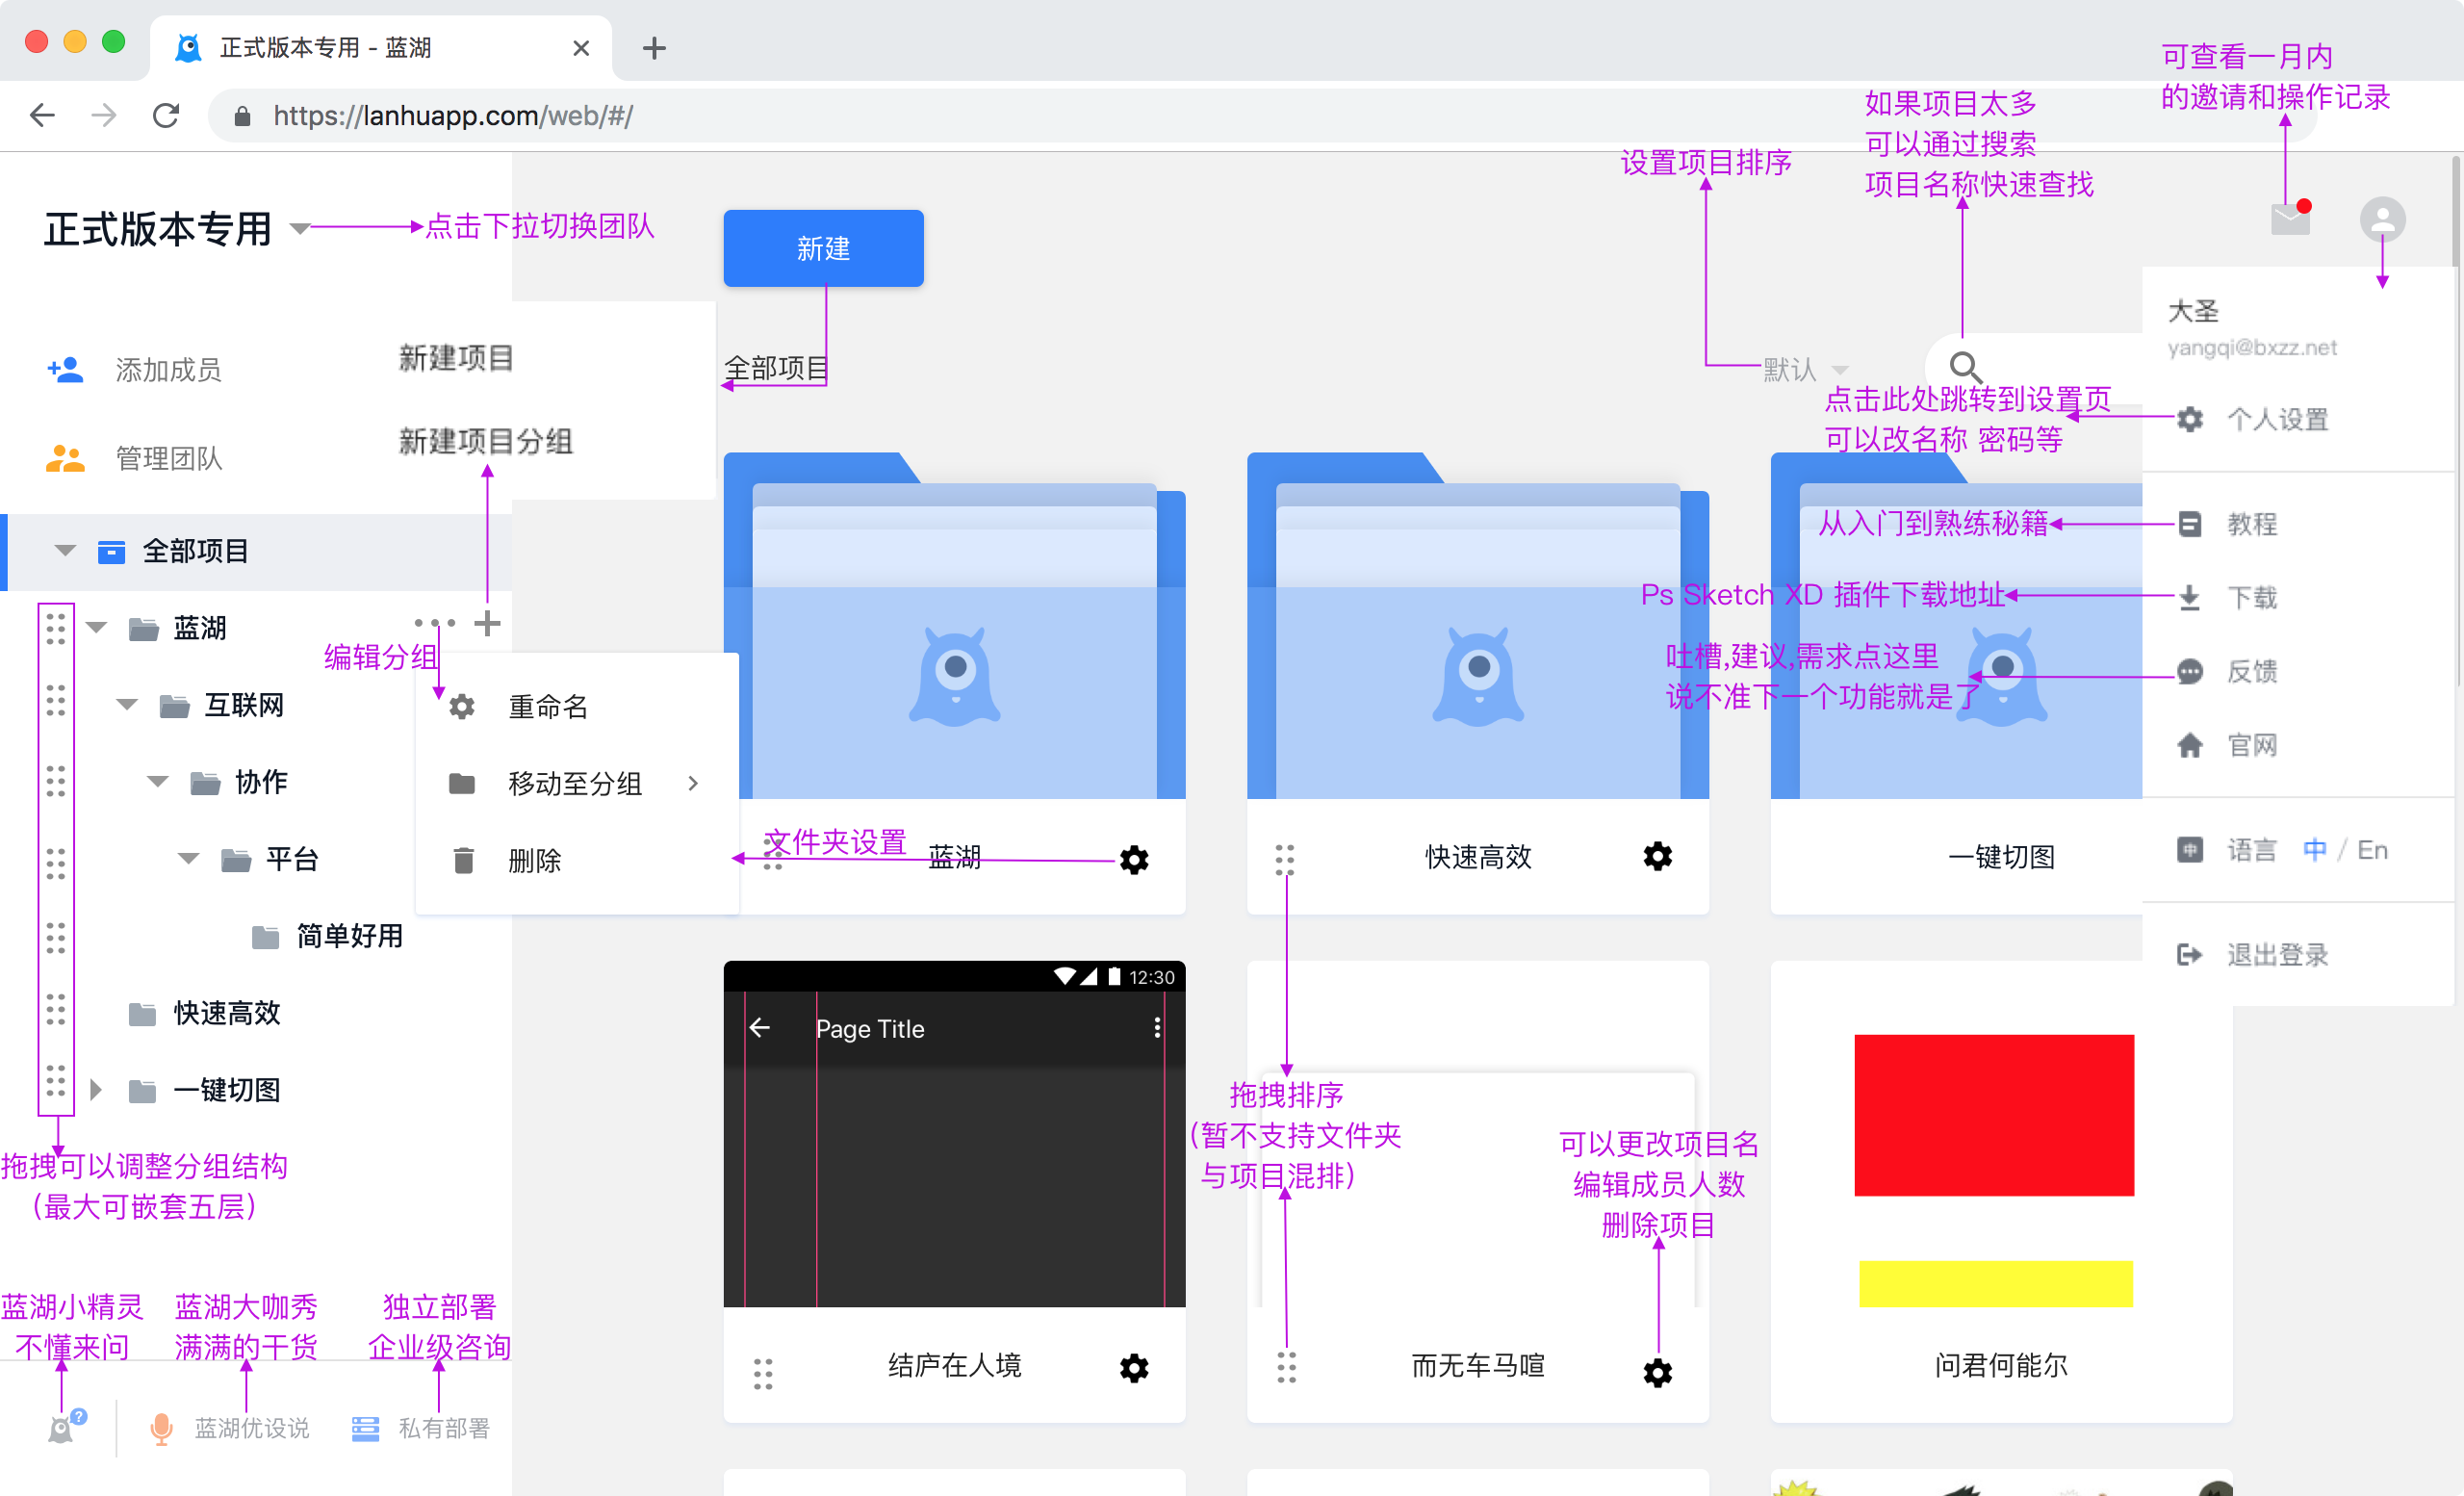 正式版本专用 - 蓝湖
https://lanhuapp.com/web/#/
可查看一月内
的邀请和操作记录
如果项目太多
可以通过搜索
项目名称快速查找
设置项目排序
正式版本专用
点击下拉切换团队
新建
大圣
yangqi@bxzz.net
添加成员
新建项目
全部项目
默认
点击此处跳转到设置页
可以改名称 密码等
个人设置
管理团队
新建项目分组
从入门到熟练秘籍
教程
全部项目
Ps Sketch XD 插件下载地址
下载
蓝湖
编辑分组
吐槽,建议,需求点这里
说不准下一个功能就是了
反馈
互联网
重命名
官网
协作
移动至分组
文件夹设置
平台
删除
蓝湖
快速高效
一键切图
语言 中 / En
简单好用
退出登录
12:30
快速高效
Page Title
一键切图
拖拽排序
(暂不支持文件夹
与项目混排)
可以更改项目名
编辑成员人数
删除项目
拖拽可以调整分组结构
(最大可嵌套五层)
蓝湖小精灵
不懂来问
蓝湖大咖秀
满满的干货
独立部署
企业级咨询
结庐在人境
而无车马喧
问君何能尔
?
蓝湖优设说
私有部署